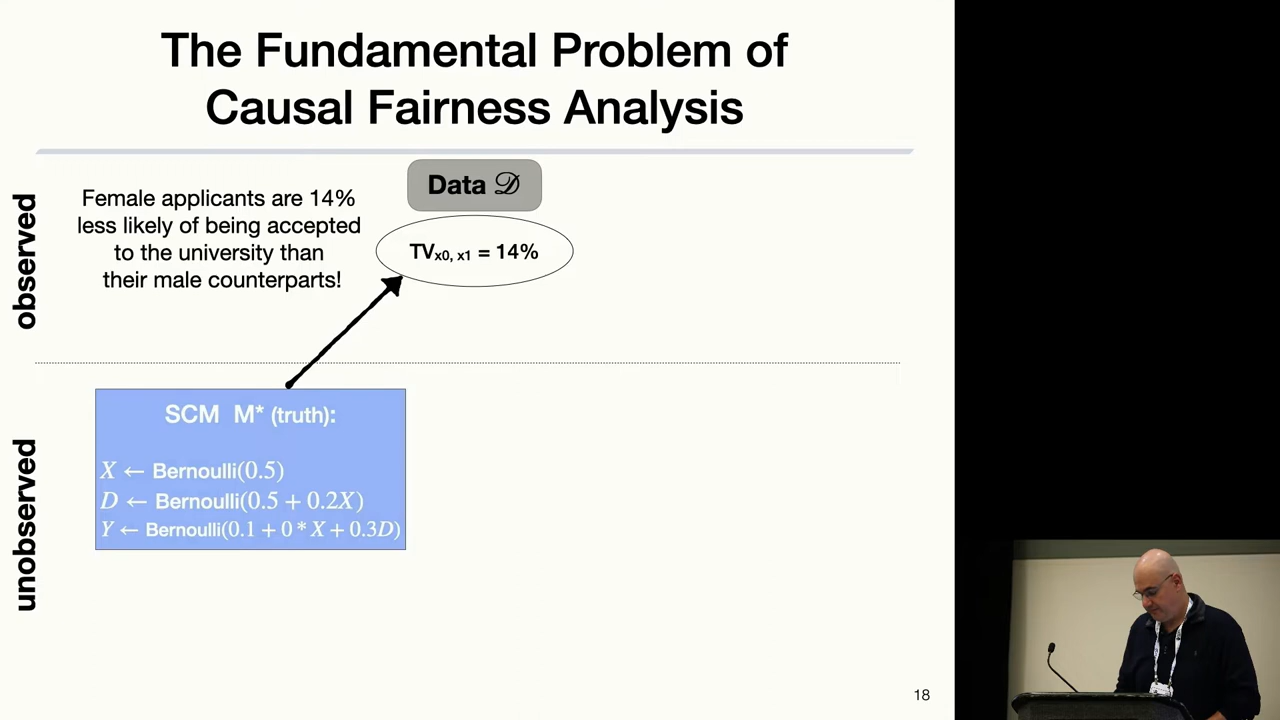 The Fundamental Problem of
Causal Fairness Analysis
observed
Female applicants are 14%
less likely of being accepted
to the university than
their male counterparts!
Data 𝒟
TVx0, x1 = 14%
unobserved
SCM M* (truth):
X ← Bernoulli(0.5)
D ← Bernoulli(0.5 + 0.2X)
Y ← Bernoulli(0.1 + 0 * X + 0.3D)
18